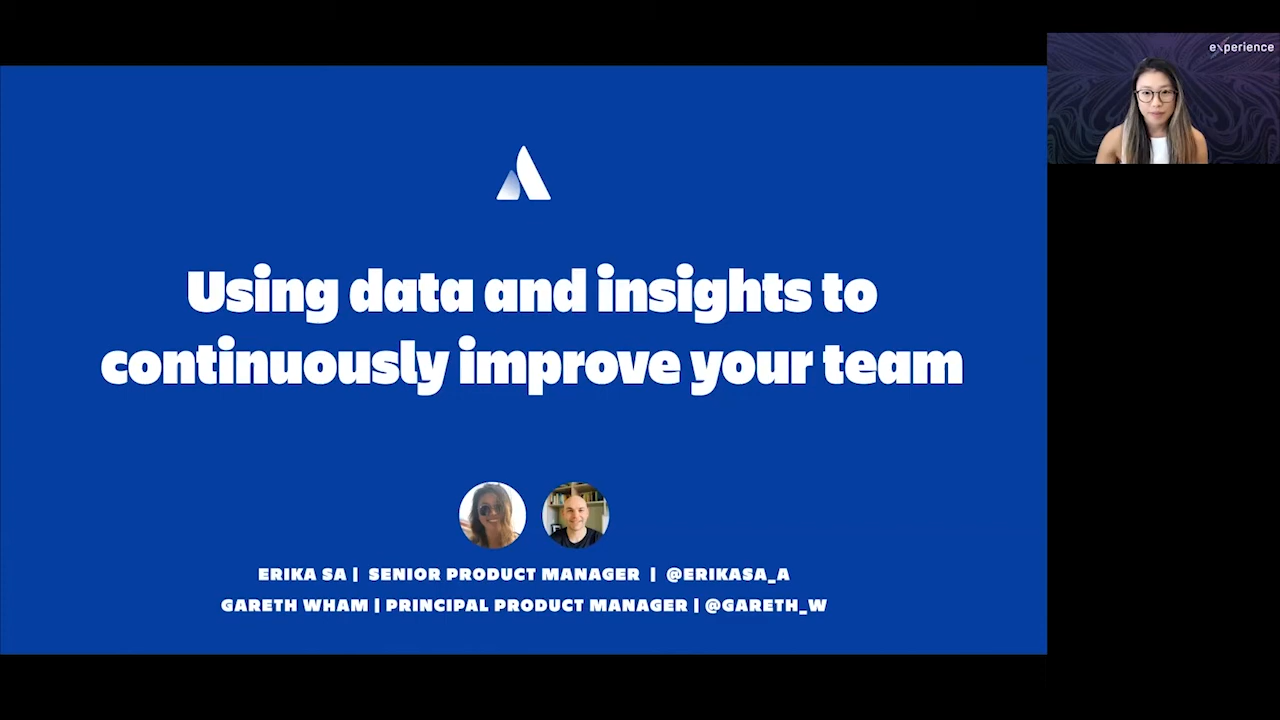 experience
Using data and insights to
continuously improve your team
ERIKA SA | SENIOR PRODUCT MANAGER | @ERIKASA_A
GARETH WHAM | PRINCIPAL PRODUCT MANAGER | @GARETH_W